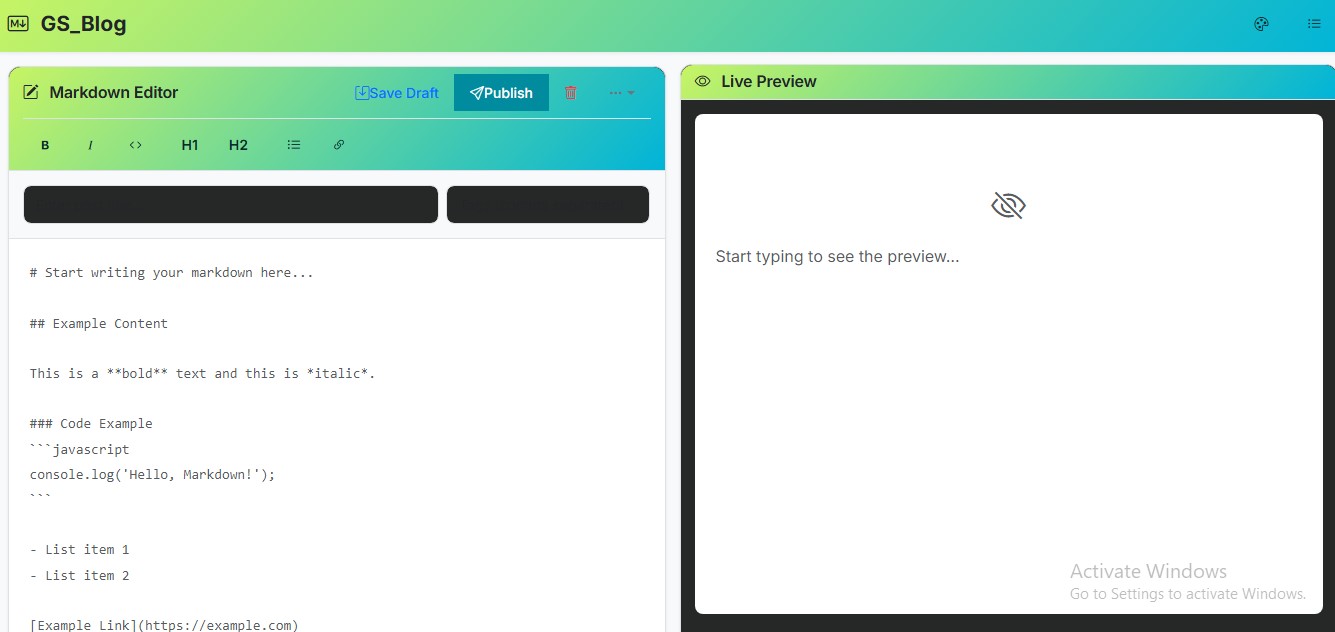 GS_Blog
Markdown Editor
Save Draft
Publish
B
I
<>
H1
H2
# Start writing your markdown here...
## Example Content
This is a **bold** text and this is *italic*.
### Code Example
```javascript
console.log('Hello, Markdown!');
```
- List item 1
- List item 2
[Example Link](https://example.com)
Live Preview
Start typing to see the preview...
Activate Windows
Go to Settings to activate Windows.